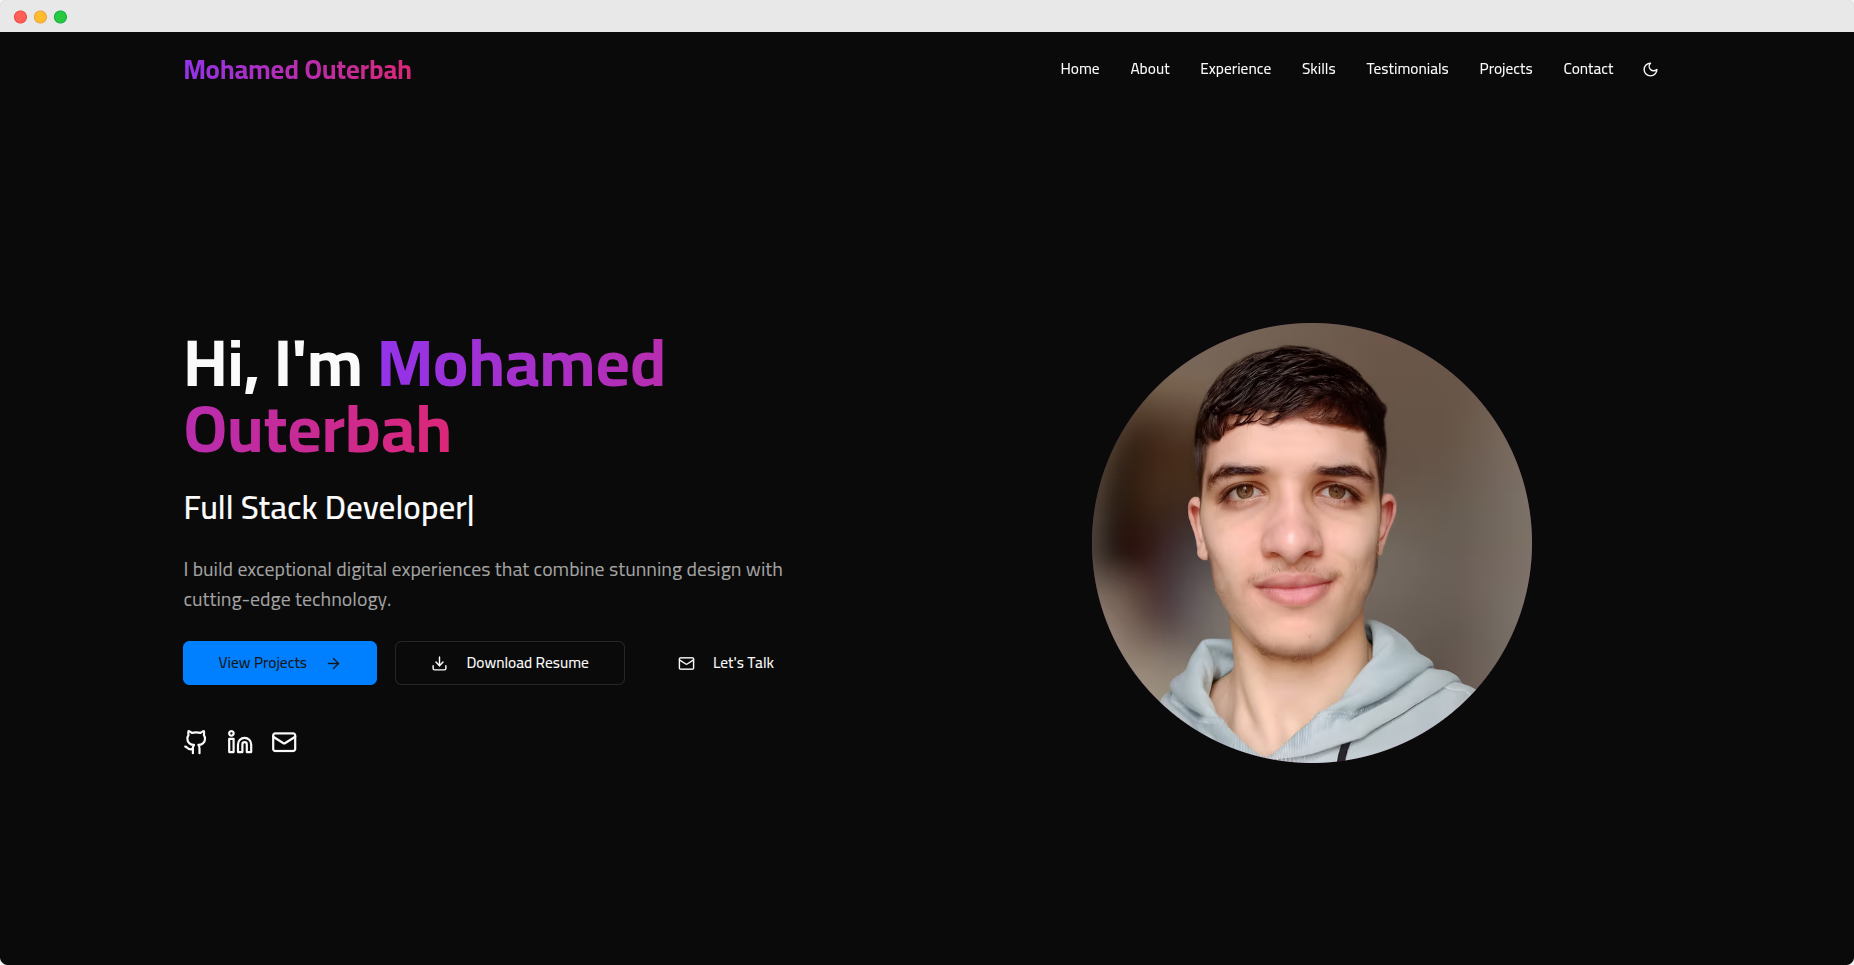 Mohamed Outerbah
Home About Experience Skills Testimonials Projects Contact
Hi, I'm Mohamed
Outerbah
Full Stack Developer|
I build exceptional digital experiences that combine stunning design with
cutting-edge technology.
View Projects Download Resume Let's Talk